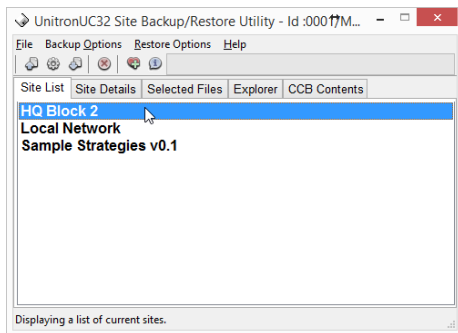 UnitronUC32 Site Backup/Restore Utility - Id :000
File Backup Options Restore Options Help
Site List Site Details Selected Files Explorer CCB Contents
HQ Block 2
Local Network
Sample Strategies v0.1
Displaying a list of current sites.